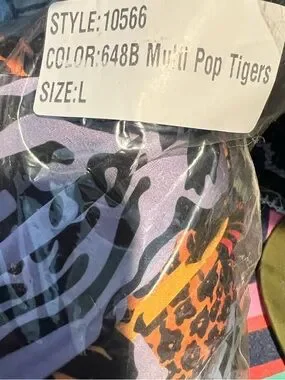 STYLE:10566
COLOR:648B Multi Pop Tigers
SIZE:L